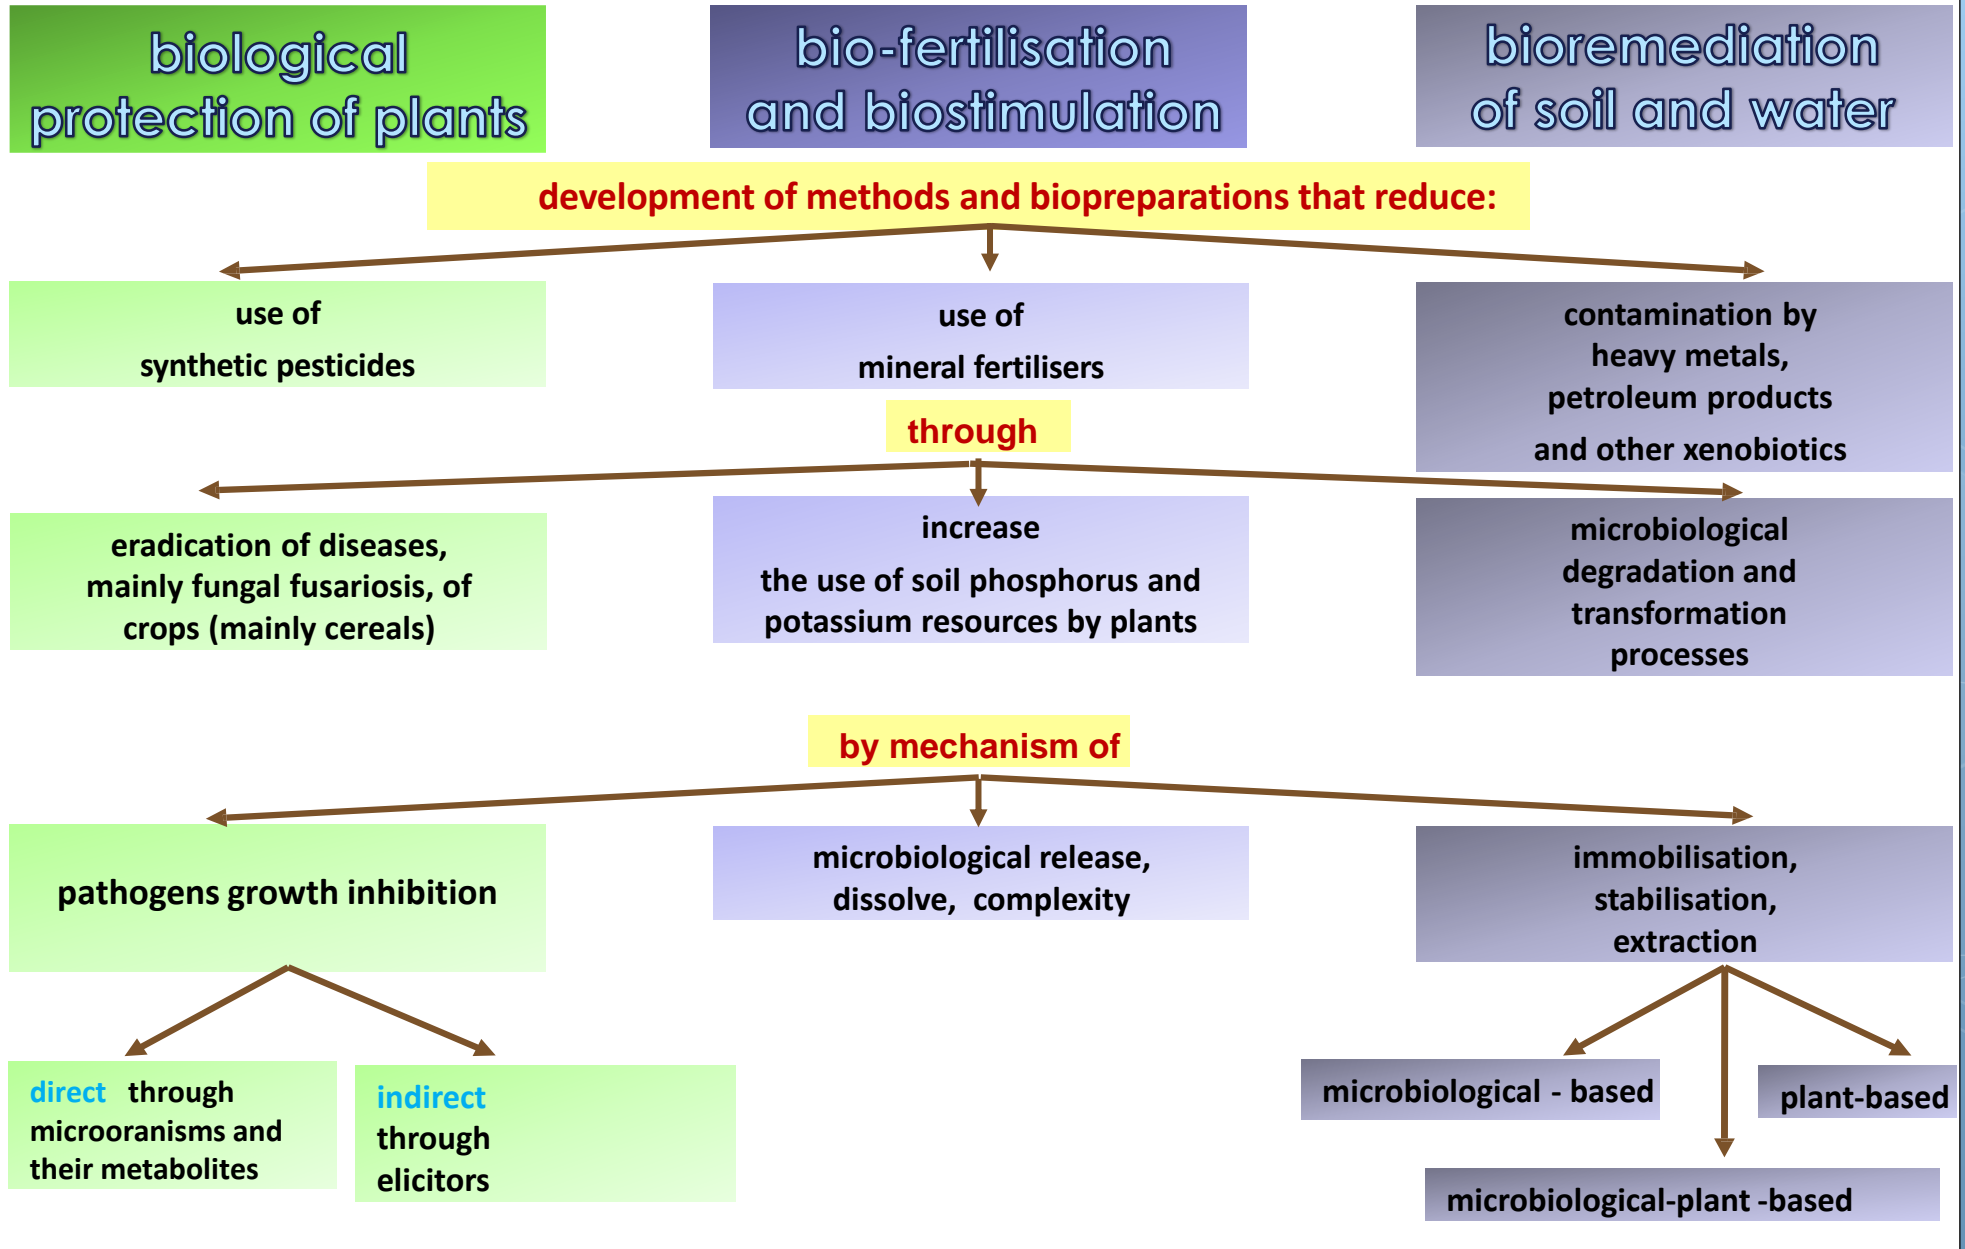 biological
protection of plants
bio-fertilisation
and biostimulation
bioremediation
of soil and water
development of methods and biopreparations that reduce:
use of
synthetic pesticides
use of
mineral fertilisers
contamination by
heavy metals,
petroleum products
and other xenobiotics
through
eradication of diseases,
mainly fungal fusariosis, of
crops (mainly cereals)
increase
the use of soil phosphorus and
potassium resources by plants
microbiological
degradation and
transformation
processes
by mechanism of
pathogens growth inhibition
microbiological release,
dissolve, complexity
immobilisation,
stabilisation,
extraction
direct through
microoranisms and
their metabolites
indirect
through
elicitors
microbiological - based
plant-based
microbiological-plant -based